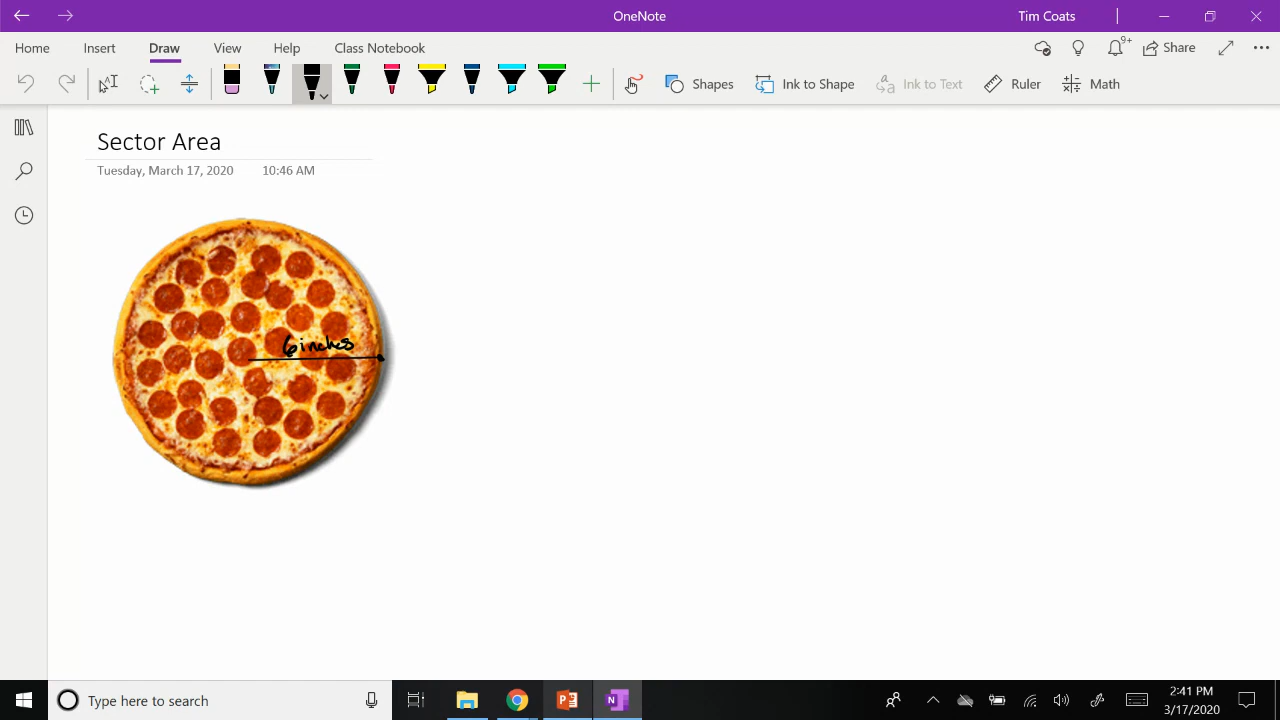 OneNote
Tim Coats
Home Insert Draw View Help Class Notebook
9+
Share
Shapes Ink to Shape Ink to Text Ruler Math
Sector Area
Tuesday, March 17, 2020 10:46 AM
6 inches
Type here to search
2:41 PM
3/17/2020